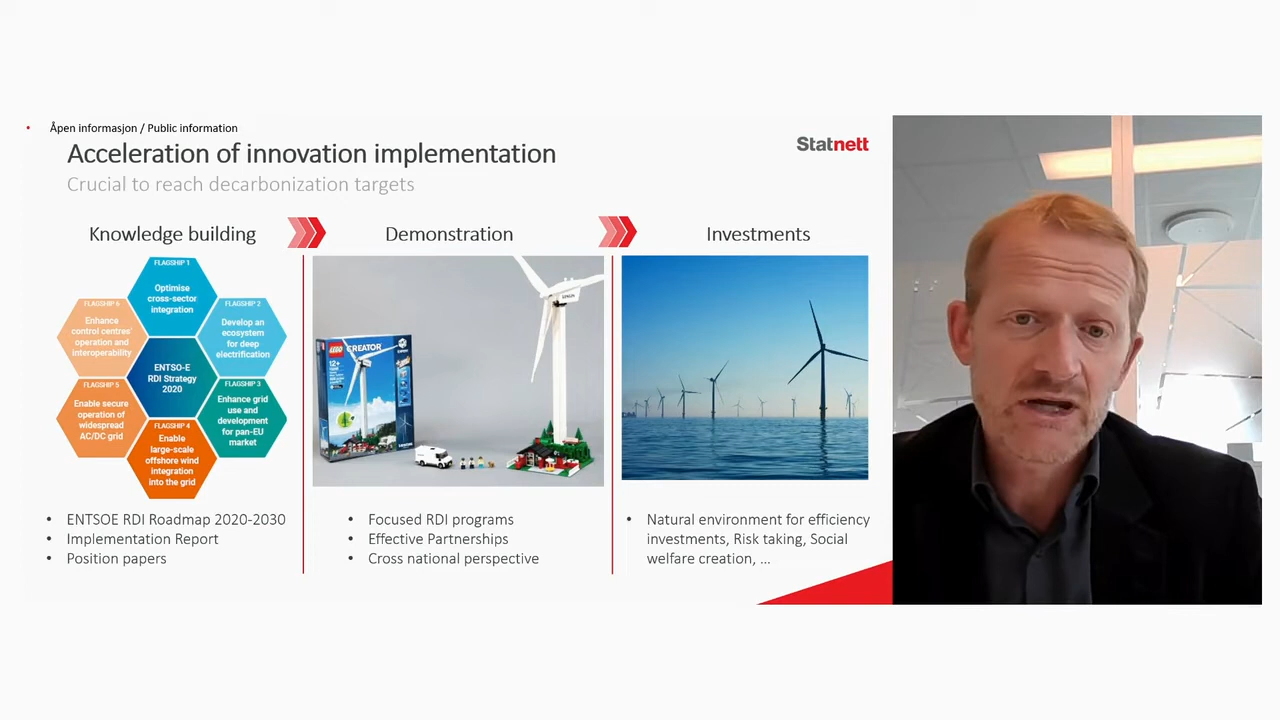 • Åpen informasjon / Public information
Acceleration of innovation implementation
Statnett
Crucial to reach decarbonization targets
Knowledge building
Demonstration
Investments
FLAGSHIP 1
Optimise
cross-sector
integration
FLAGSHIP 6
Enhance
control centres'
operation and
interoperability
FLAGSHIP 2
Develop an
ecosystem
for deep
electrification
ENTSO-E
RDI Strategy
2020
FLAGSHIP 5
Enable secure
operation of
widespread
AC/DC grid
FLAGSHIP 3
Enhance grid
use and
development
for pan-EU
market
FLAGSHIP 4
Enable
large-scale
offshore wind
integration
into the grid
LEGO CREATOR
12+
• ENTSOE RDI Roadmap 2020-2030
• Implementation Report
• Position papers
• Focused RDI programs
• Effective Partnerships
• Cross national perspective
• Natural environment for efficiency
investments, Risk taking, Social
welfare creation, ...